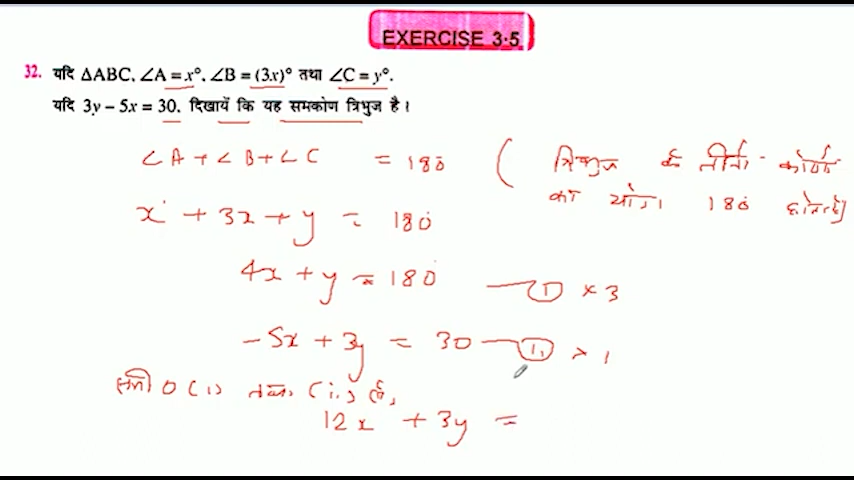 EXERCISE 3·5
32. यदि ΔABC, ∠A = x°, ∠B = (3x)° तथा ∠C = y°.
यदि 3y – 5x = 30. दिखायें कि यह समकोण त्रिभुज है।
∠A + ∠B + ∠C = 180° ( त्रिभुज के तीनों कोणों
का योग 180° होता है)
x° + 3x + y = 180°
4x + y = 180° — (1) × 3
-5x + 3y = 30 — (ii) × 1
समी० (i) तथा (ii) से,
12x + 3y =